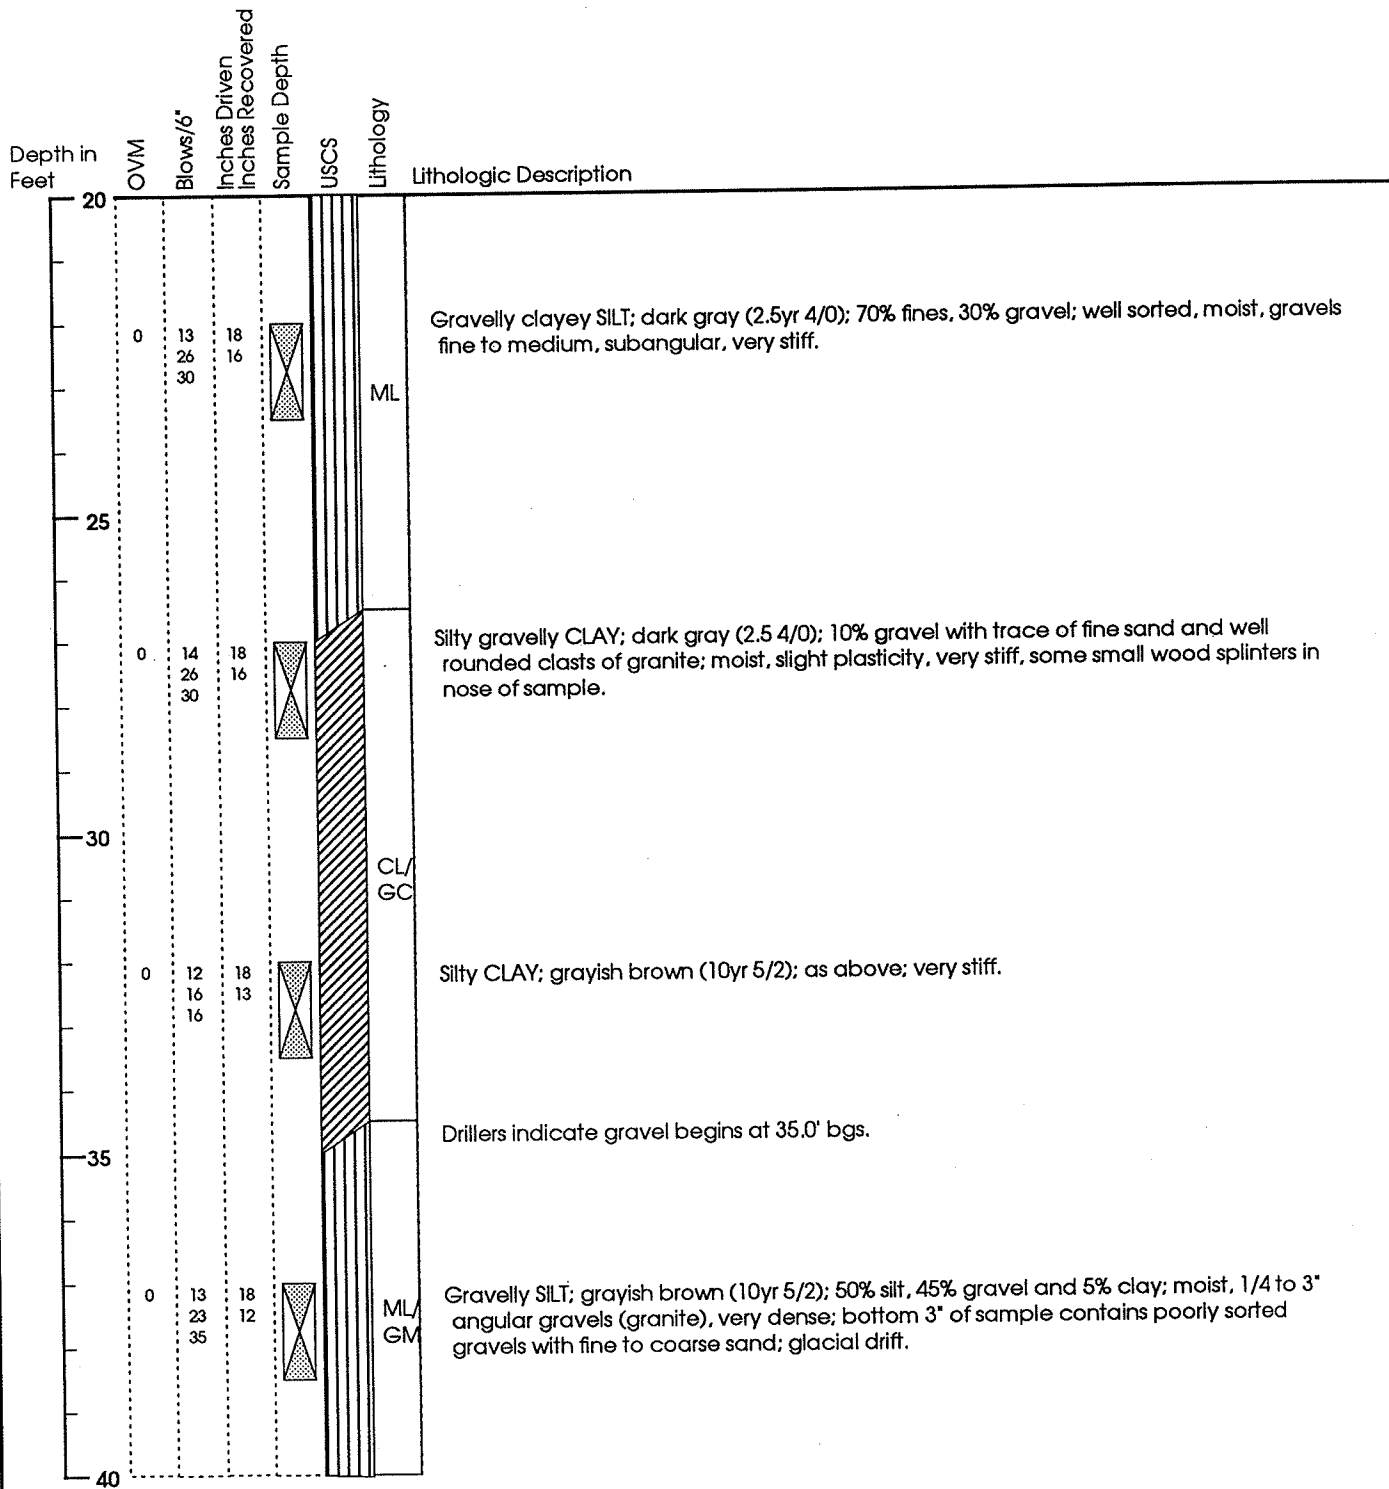 Depth in
Feet
OVM
Blows/6"
Inches Driven
Inches Recovered
Sample Depth
USCS
Lithology
Lithologic Description
20
Gravelly clayey SILT; dark gray (2.5yr 4/0); 70% fines, 30% gravel; well sorted, moist, gravels
fine to medium, subangular, very stiff.
0 13 18
26 16
30
ML
25
Silty gravelly CLAY; dark gray (2.5 4/0); 10% gravel with trace of fine sand and well
rounded clasts of granite; moist, slight plasticity, very stiff, some small wood splinters in
nose of sample.
0 14 18
26 16
30
30
CL/
GC
0 12 18
16 13
16
Silty CLAY; grayish brown (10yr 5/2); as above; very stiff.
Drillers indicate gravel begins at 35.0' bgs.
35
Gravelly SILT; grayish brown (10yr 5/2); 50% silt, 45% gravel and 5% clay; moist, 1/4 to 3"
angular gravels (granite), very dense; bottom 3" of sample contains poorly sorted
gravels with fine to coarse sand; glacial drift.
0 13 18
23 12
35
ML/
GM
40